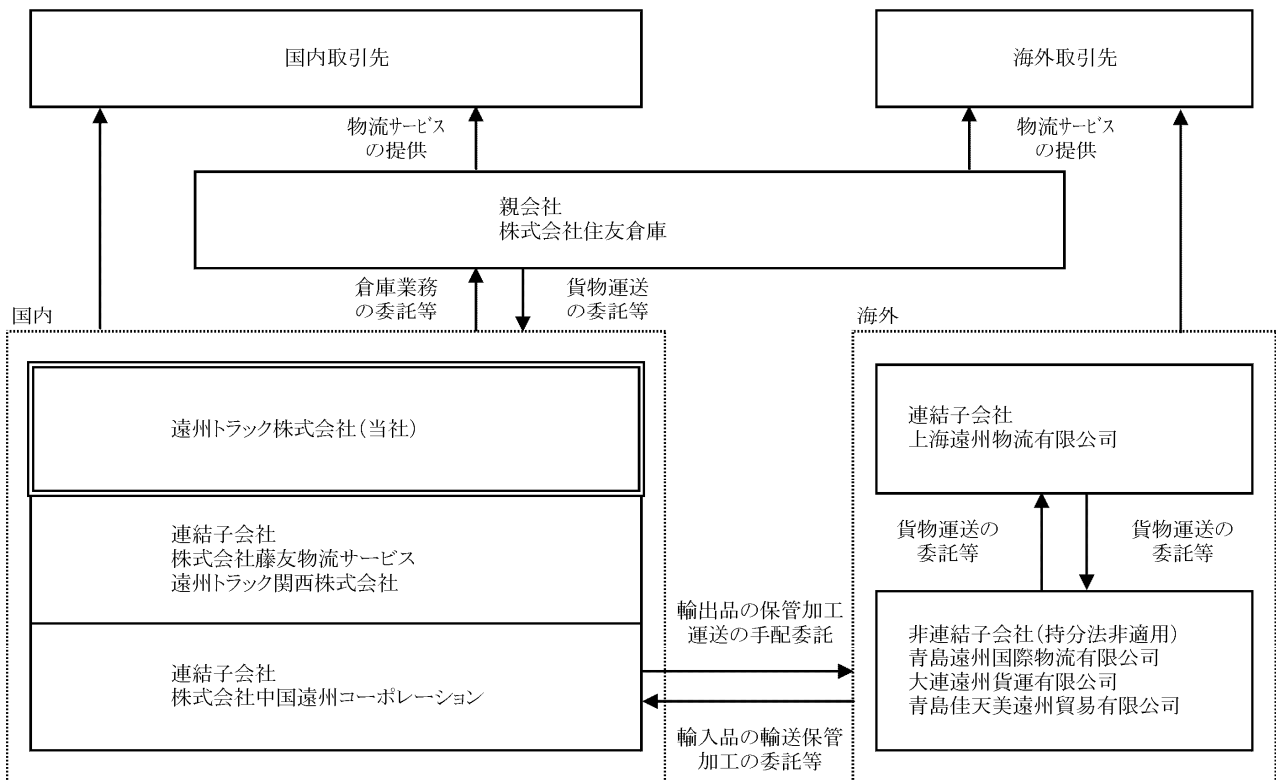 国内取引先
海外取引先
物流サービス
の提供
物流サービス
の提供
親会社
株式会社住友倉庫
倉庫業務
の委託等
貨物運送
の委託等
国内
海外
遠州トラック株式会社(当社)
連結子会社
上海遠州物流有限公司
連結子会社
株式会社藤友物流サービス
遠州トラック関西株式会社
貨物運送の
委託等
貨物運送の
委託等
輸出品の保管加工
運送の手配委託
連結子会社
株式会社中国遠州コーポレーション
非連結子会社(持分法非適用)
青島遠州国際物流有限公司
大連遠州貨運有限公司
青島佳天美遠州貿易有限公司
輸入品の輸送保管
加工の委託等